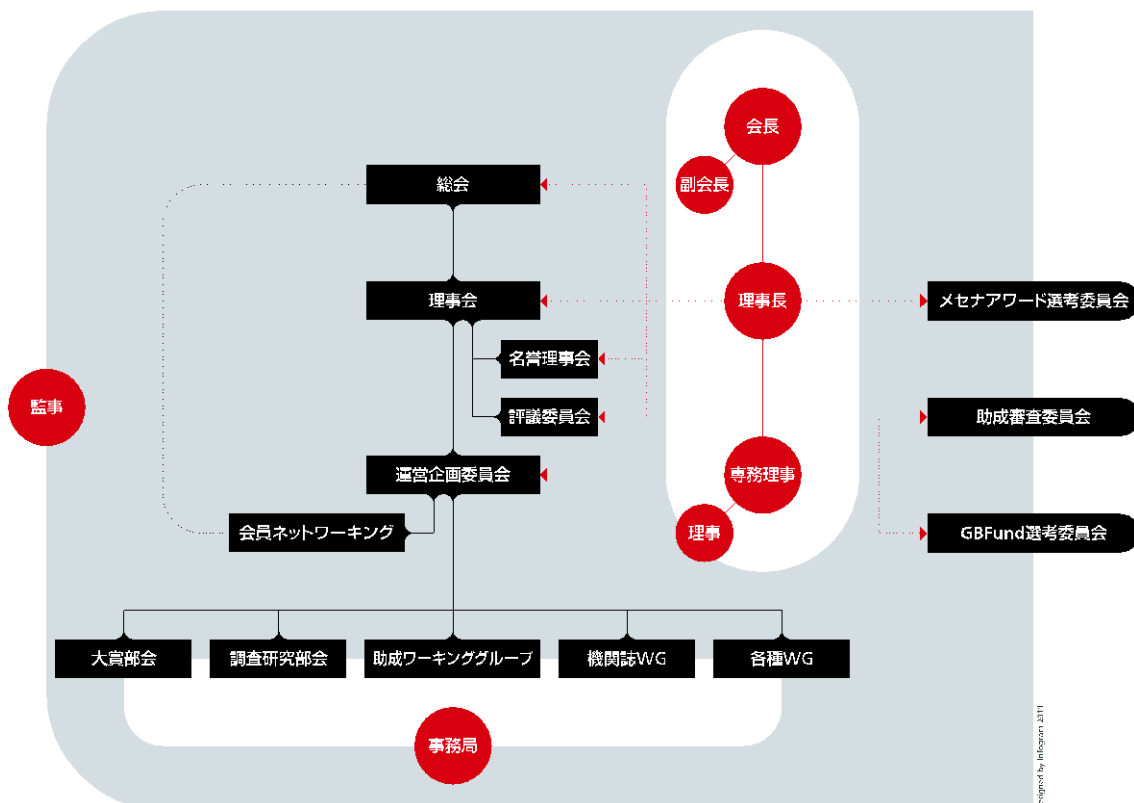 会長
副会長
総会
理事会
理事長
メセナアワード選考委員会
名誉理事会
監事
評議委員会
助成審査委員会
運営企画委員会
専務理事
会員ネットワーキング
理事
GBFund選考委員会
大賞部会
調査研究部会
助成ワーキンググループ
機関誌WG
各種WG
事務局